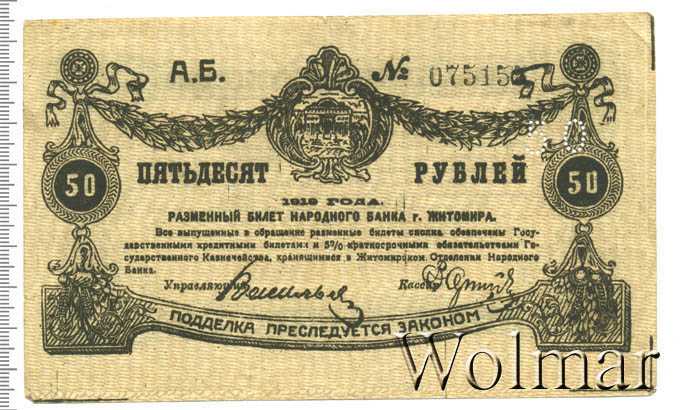 А.Б. № 07515
ПЯТЬДЕСЯТ РУБЛЕЙ
50 50
1919 ГОДА.
РАЗМЕННЫЙ БИЛЕТ НАРОДНОГО БАНКА г. ЖИТОМИРА.
Все выпущенные в обращение разменные билеты сполна обеспечены Госу-
дарственными кредитными билетами и 5% краткосрочными обязательствами Го-
сударственного Казначейства, хранящимися в Житомирском Отделении Народного
Банка.
Управляющий Кассир
ПОДДЕЛКА ПРЕСЛЕДУЕТСЯ ЗАКОНОМ
Wolmar